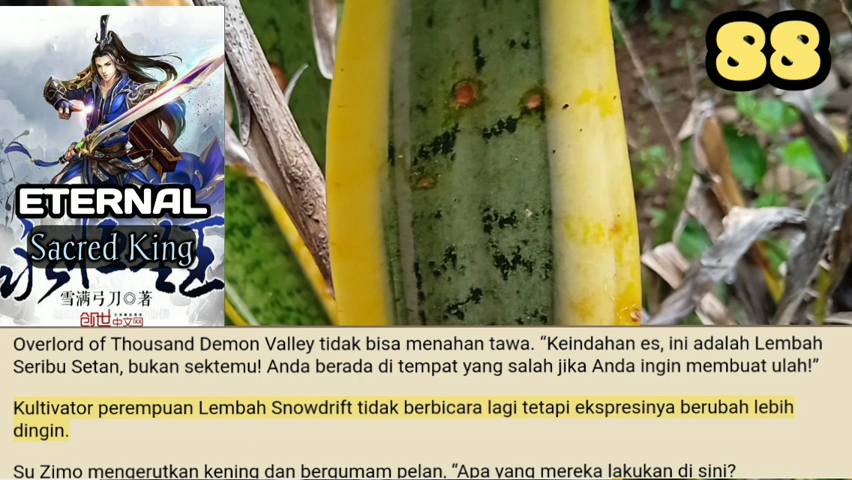 88
ETERNAL
Sacred King
雪满弓刀◎著
创世中文网
Overlord of Thousand Demon Valley tidak bisa menahan tawa. “Keindahan es, ini adalah Lembah
Seribu Setan, bukan sektemu! Anda berada di tempat yang salah jika Anda ingin membuat ulah!”
Kultivator perempuan Lembah Snowdrift tidak berbicara lagi tetapi ekspresinya berubah lebih
dingin.
Su Zimo mengerutkan kening dan bergumam pelan, “Apa yang mereka lakukan di sini?